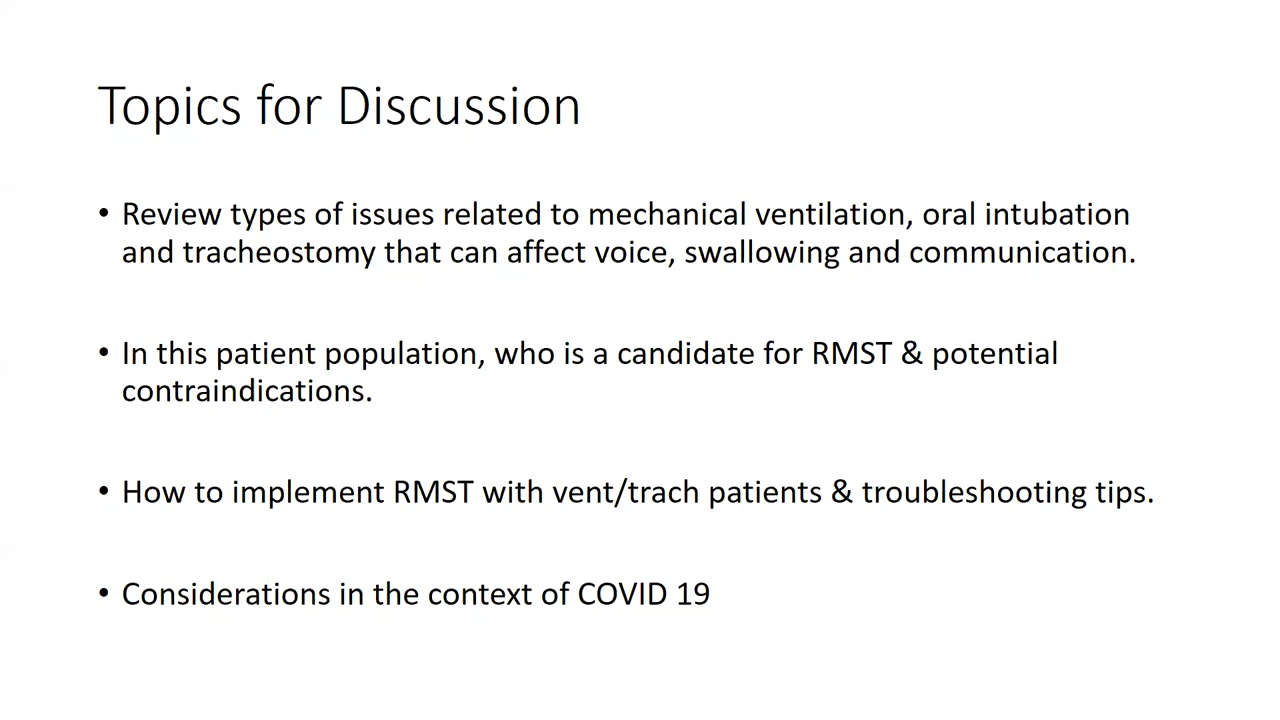 Topics for Discussion
• Review types of issues related to mechanical ventilation, oral intubation
and tracheostomy that can affect voice, swallowing and communication.
• In this patient population, who is a candidate for RMST & potential
contraindications.
• How to implement RMST with vent/trach patients & troubleshooting tips.
• Considerations in the context of COVID 19